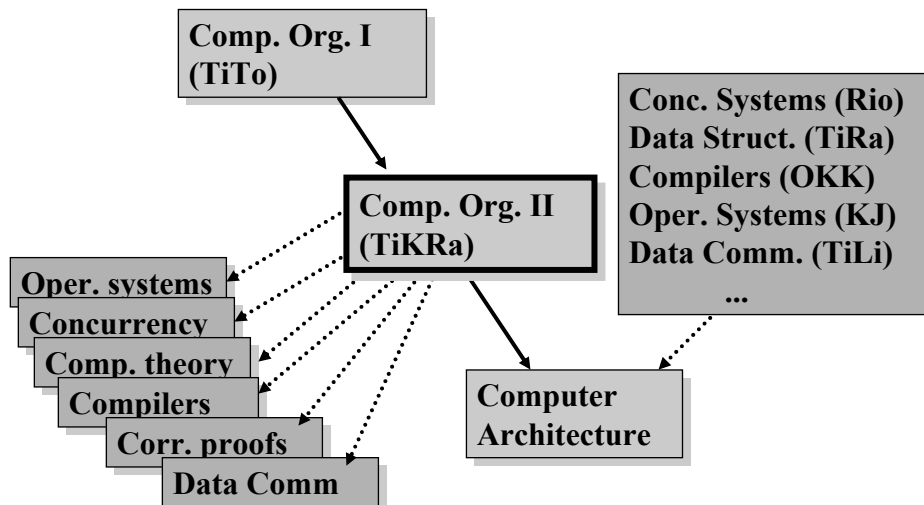 Comp. Org. I
(TiTo)
Conc. Systems (Rio)
Data Struct. (TiRa)
Compilers (OKK)
Oper. Systems (KJ)
Data Comm. (TiLi)
...
Comp. Org. II
(TiKRa)
Oper. systems
Concurrency
Comp. theory
Compilers
Corr. proofs
Data Comm
Computer
Architecture